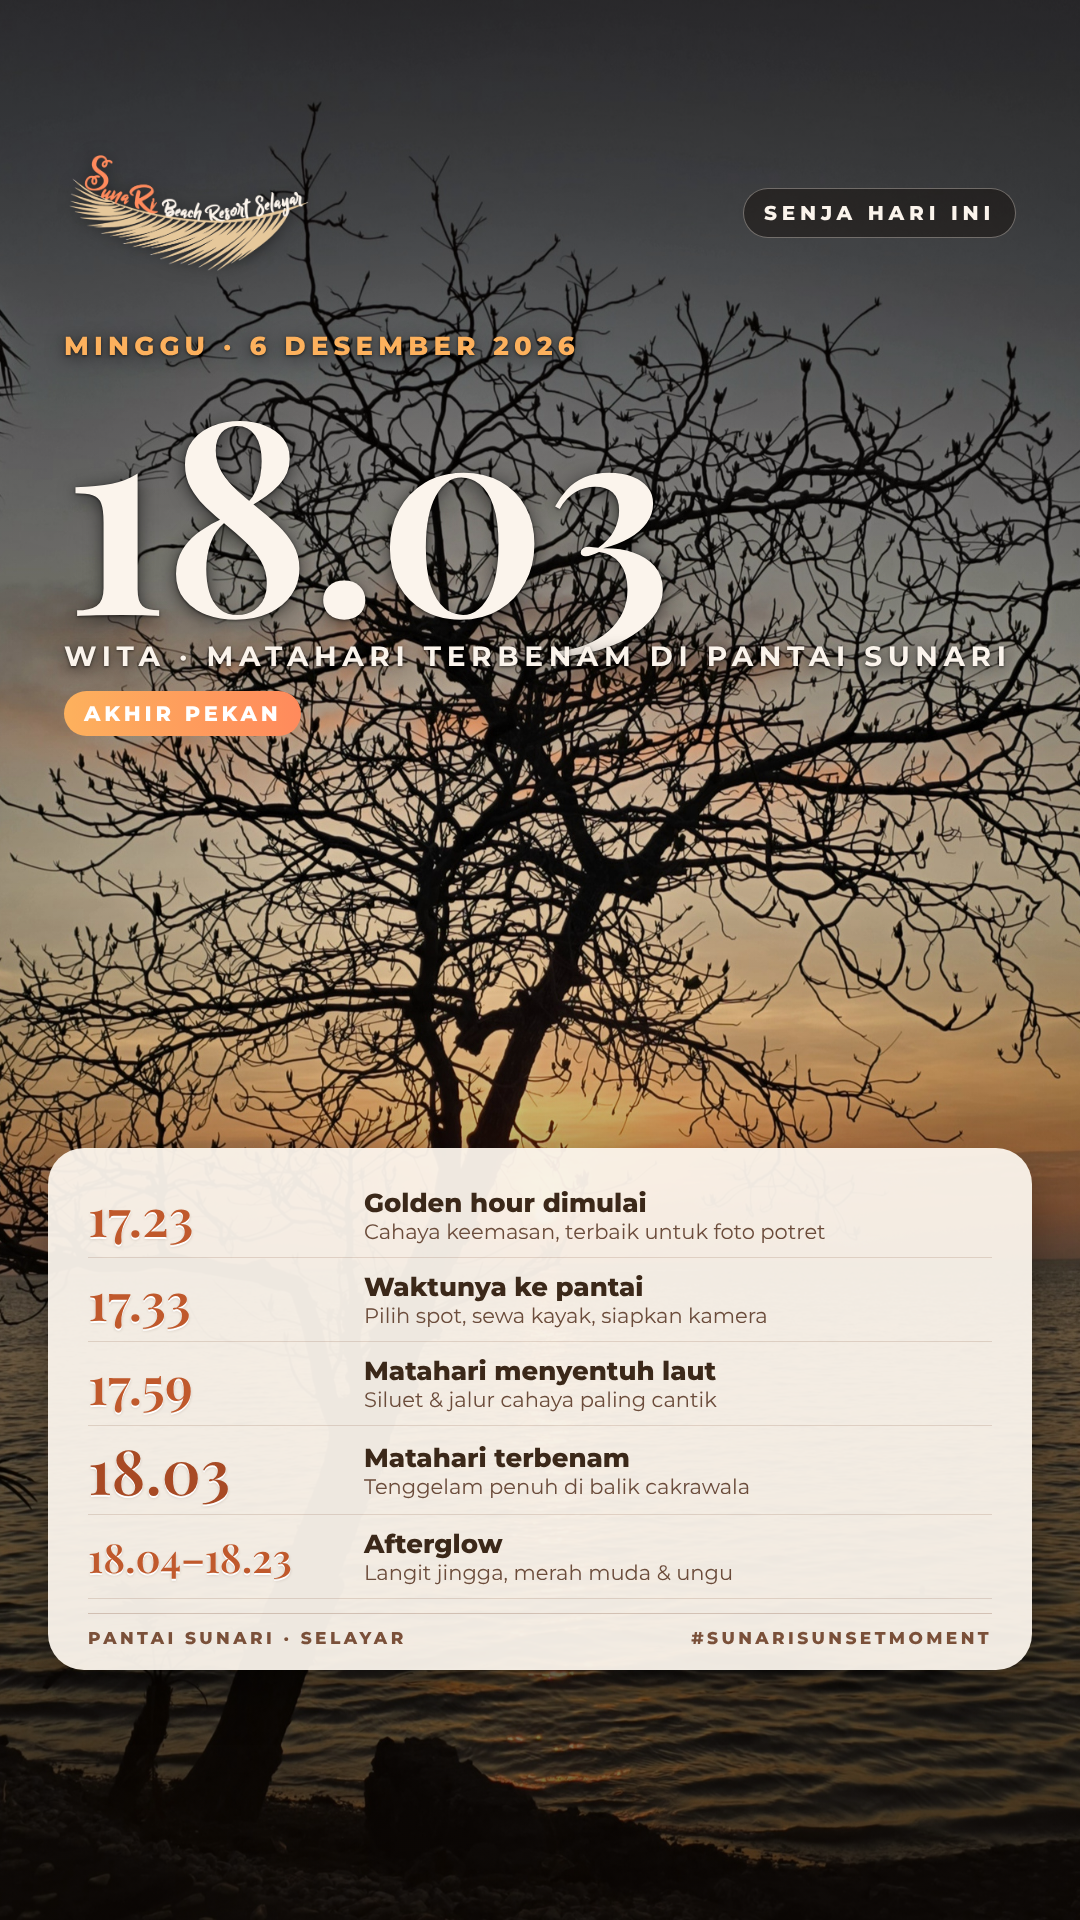 SunaRi Beach Resort Selayar
SENJA HARI INI
MINGGU · 6 DESEMBER 2026
18.03
WITA · MATAHARI TERBENAM DI PANTAI SUNARI
AKHIR PEKAN
17.23
Golden hour dimulai
Cahaya keemasan, terbaik untuk foto potret
17.33
Waktunya ke pantai
Pilih spot, sewa kayak, siapkan kamera
17.59
Matahari menyentuh laut
Siluet & jalur cahaya paling cantik
18.03
Matahari terbenam
Tenggelam penuh di balik cakrawala
18.04–18.23
Afterglow
Langit jingga, merah muda & ungu
PANTAI SUNARI · SELAYAR
#SUNARISUNSETMOMENT